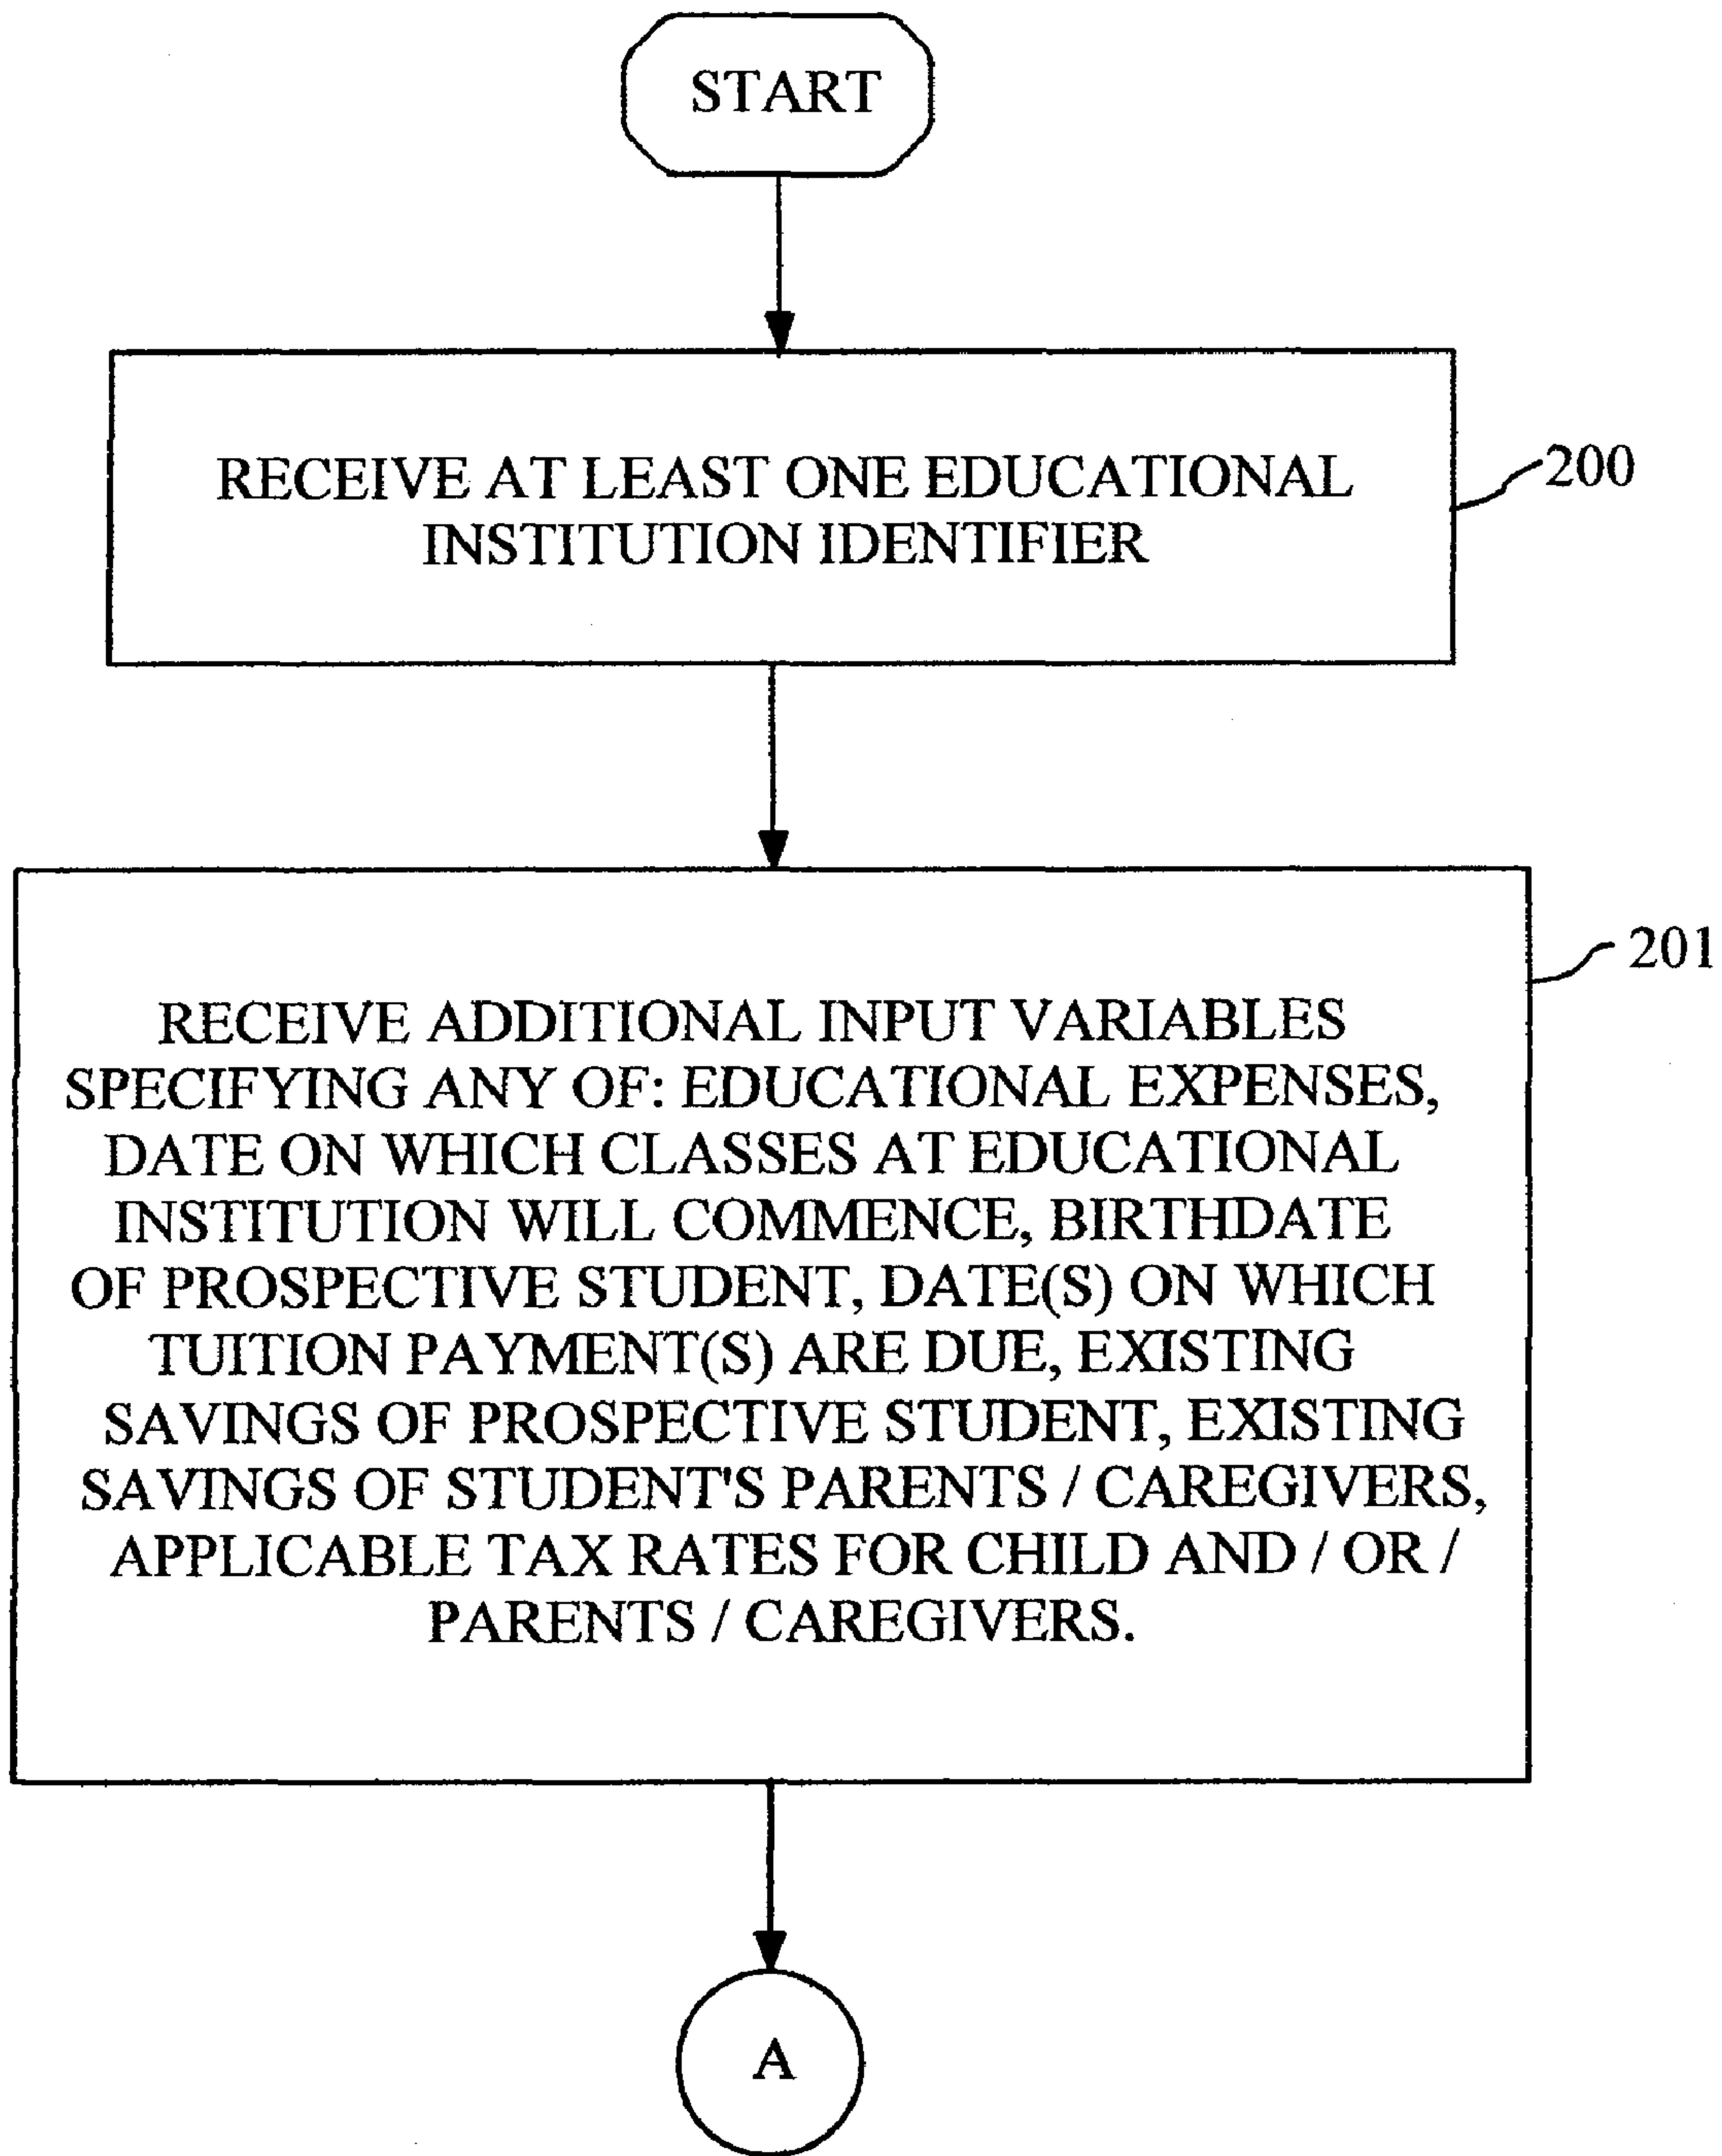 START
RECEIVE AT LEAST ONE EDUCATIONAL
INSTITUTION IDENTIFIER
200
201
RECEIVE ADDITIONAL INPUT VARIABLES
SPECIFYING ANY OF: EDUCATIONAL EXPENSES,
DATE ON WHICH CLASSES AT EDUCATIONAL
INSTITUTION WILL COMMENCE, BIRTHDATE
OF PROSPECTIVE STUDENT, DATE(S) ON WHICH
TUITION PAYMENT(S) ARE DUE, EXISTING
SAVINGS OF PROSPECTIVE STUDENT, EXISTING
SAVINGS OF STUDENT'S PARENTS / CAREGIVERS,
APPLICABLE TAX RATES FOR CHILD AND / OR /
PARENTS / CAREGIVERS.
A